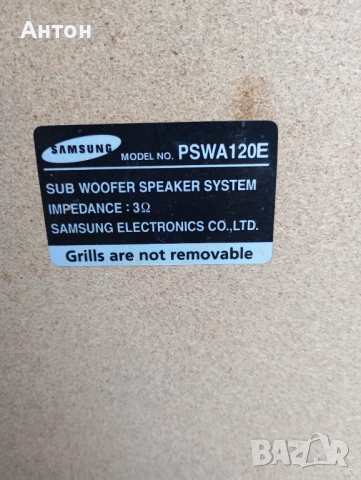 Антон
SAMSUNG MODEL NO. PSWA120E
SUB WOOFER SPEAKER SYSTEM
IMPEDANCE : 3Ω
SAMSUNG ELECTRONICS CO.,LTD.
Grills are not removable
BAZAR